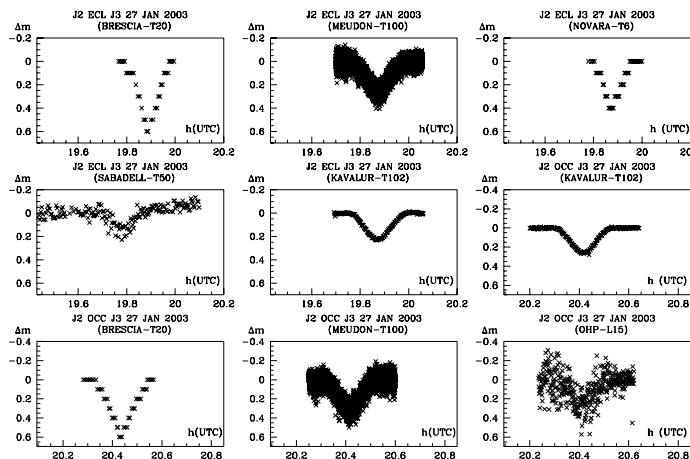 J2 ECL J3 27 JAN 2003
(BRESCIA-T20)
Δm
-0.2
0
0.2
0.4
0.6
h(UTC)
19.6 19.8 20 20.2
J2 ECL J3 27 JAN 2003
(MEUDON-T100)
Δm
-0.2
0
0.2
0.4
0.6
h(UTC)
19.6 19.8 20 20.2
J2 ECL J3 27 JAN 2003
(NOVARA-T6)
Δm
-0.2
0
0.2
0.4
0.6
h(UTC)
19.6 19.8 20 20.2
J2 ECL J3 27 JAN 2003
(SABADELL-T50)
Δm
-0.2
0
0.2
0.4
0.6
h(UTC)
19.6 19.8 20 20.2
J2 ECL J3 27 JAN 2003
(KAVALUR-T102)
Δm
-0.2
0
0.2
0.4
0.6
h(UTC)
19.6 19.8 20 20.2
J2 OCC J3 27 JAN 2003
(KAVALUR-T102)
Δm
-0.4
-0.2
0
0.2
0.4
0.6
h (UTC)
20.2 20.4 20.6 20.8
J2 OCC J3 27 JAN 2003
(BRESCIA-T20)
Δm
-0.4
-0.2
0
0.2
0.4
0.6
h(UTC)
20.2 20.4 20.6 20.8
J2 OCC J3 27 JAN 2003
(MEUDON-T100)
Δm
-0.4
-0.2
0
0.2
0.4
0.6
h(UTC)
20.2 20.4 20.6 20.8
J2 OCC J3 27 JAN 2003
(OHP-L15)
Δm
-0.4
-0.2
0
0.2
0.4
0.6
h (UTC)
20.2 20.4 20.6 20.8